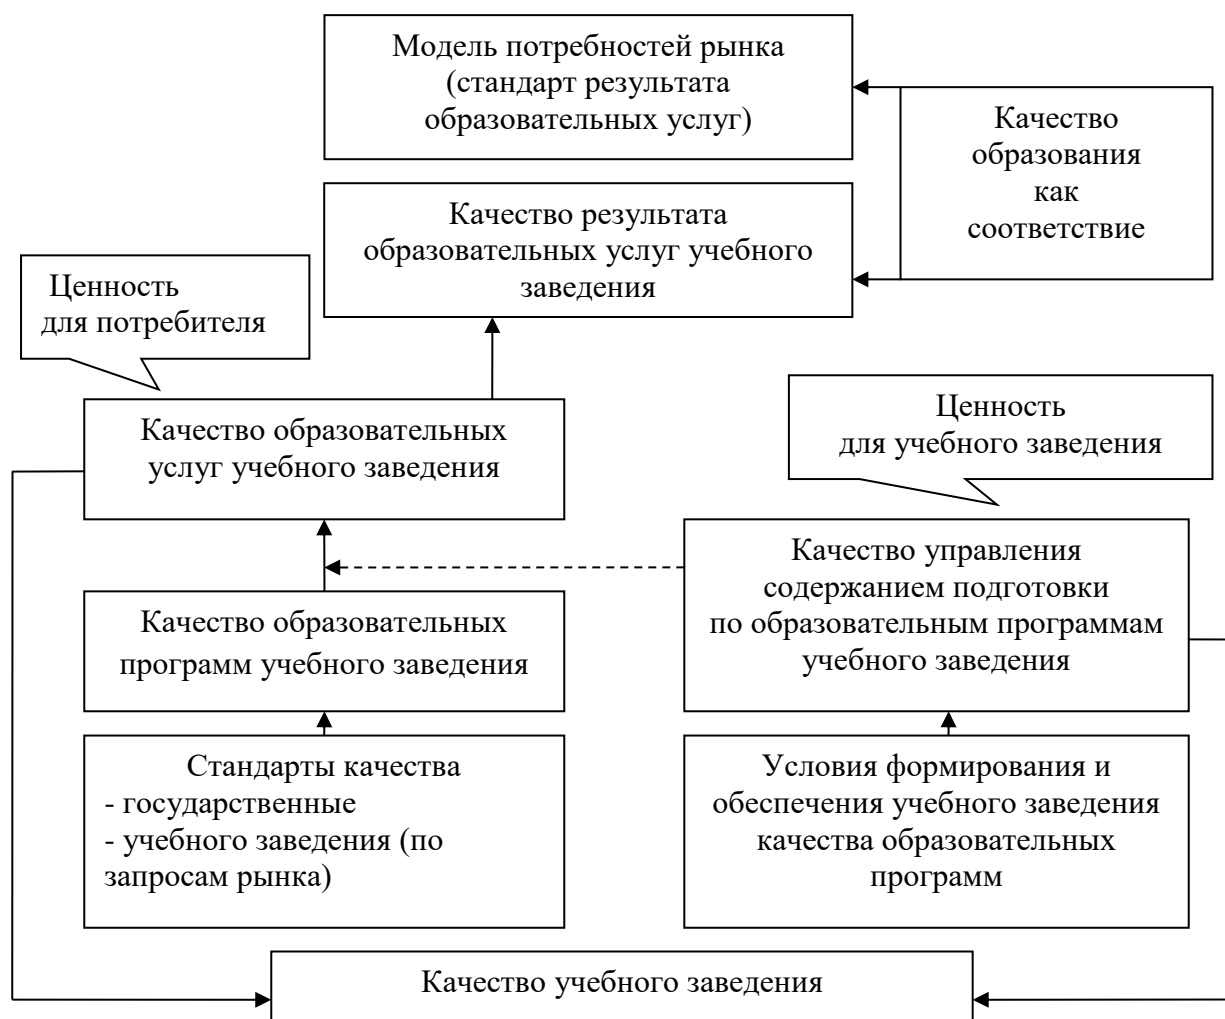 Модель потребностей рынка
(стандарт результата
образовательных услуг)
Качество
образования
как
соответствие
Качество результата
образовательных услуг учебного
заведения
Ценность
для потребителя
Ценность
для учебного заведения
Качество образовательных
услуг учебного заведения
Качество управления
содержанием подготовки
по образовательным программам
учебного заведения
Качество образовательных
программ учебного заведения
Стандарты качества
- государственные
- учебного заведения (по
запросам рынка)
Условия формирования и
обеспечения учебного заведения
качества образовательных
программ
Качество учебного заведения